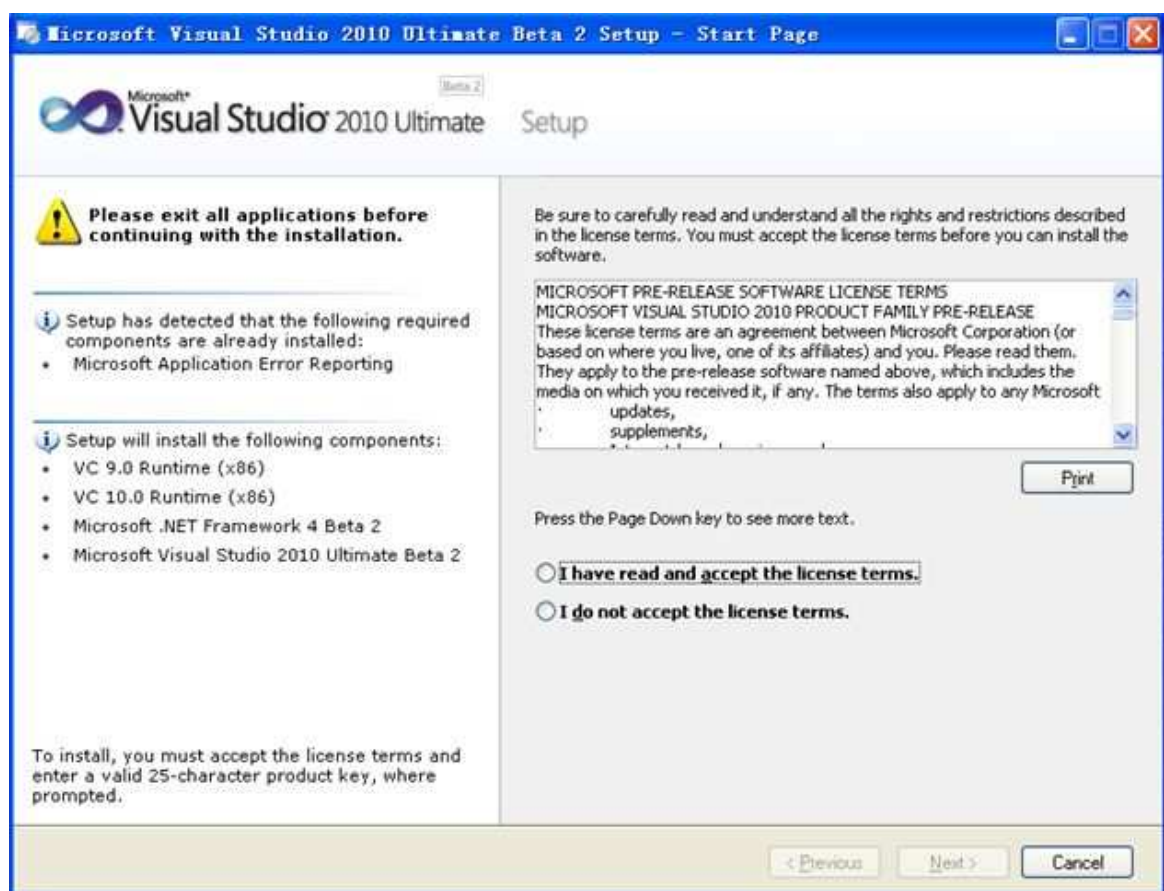 Microsoft Visual Studio 2010 Ultimate Beta 2 Setup - Start Page
Beta 2
Microsoft®
Visual Studio 2010 Ultimate
Setup
Please exit all applications before
continuing with the installation.
Setup has detected that the following required
components are already installed:
• Microsoft Application Error Reporting
Setup will install the following components:
• VC 9.0 Runtime (x86)
• VC 10.0 Runtime (x86)
• Microsoft .NET Framework 4 Beta 2
• Microsoft Visual Studio 2010 Ultimate Beta 2
To install, you must accept the license terms and
enter a valid 25-character product key, where
prompted.
Be sure to carefully read and understand all the rights and restrictions described
in the license terms. You must accept the license terms before you can install the
software.
MICROSOFT PRE-RELEASE SOFTWARE LICENSE TERMS
MICROSOFT VISUAL STUDIO 2010 PRODUCT FAMILY PRE-RELEASE
These license terms are an agreement between Microsoft Corporation (or
based on where you live, one of its affiliates) and you. Please read them.
They apply to the pre-release software named above, which includes the
media on which you received it, if any. The terms also apply to any Microsoft
· updates,
· supplements,
Print
Press the Page Down key to see more text.
I have read and accept the license terms.
I do not accept the license terms.
< Previous
Next >
Cancel